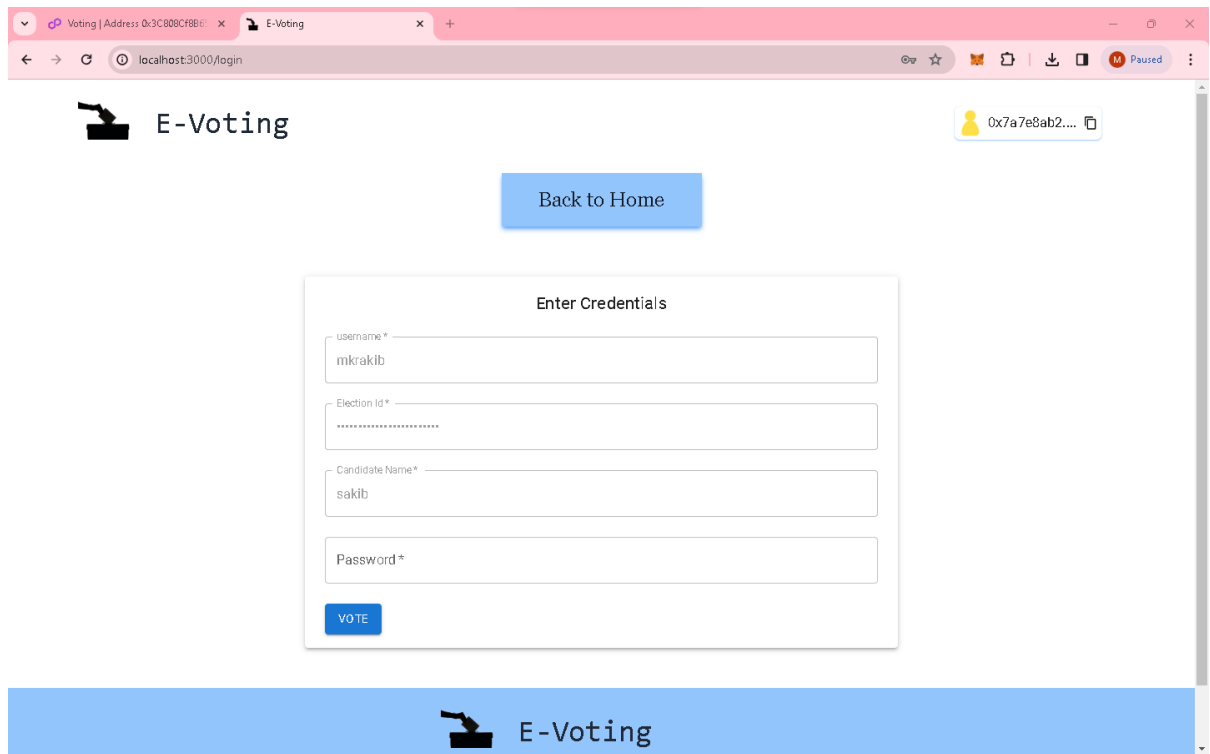 Voting | Address 0x3C808Cf8B6
E-Voting
localhost:3000/login
M Paused
E-Voting
0x7a7e8ab2....
Back to Home
Enter Credentials
username *
mkrakib
Election Id *
························
Candidate Name *
sakib
Password *
VOTE
E-Voting